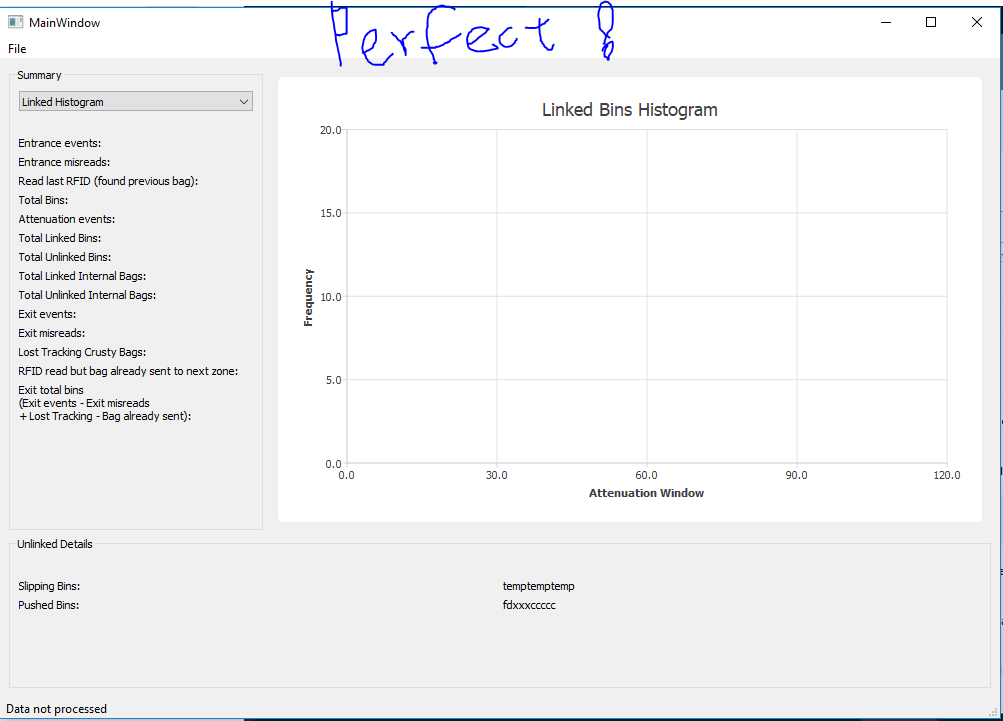 Perfect !
MainWindow
File
Summary
Linked Histogram
Entrance events:
Entrance misreads:
Read last RFID (found previous bag):
Total Bins:
Attenuation events:
Total Linked Bins:
Total Unlinked Bins:
Total Linked Internal Bags:
Total Unlinked Internal Bags:
Exit events:
Exit misreads:
Lost Tracking Crusty Bags:
RFID read but bag already sent to next zone:
Exit total bins
(Exit events - Exit misreads
+ Lost Tracking - Bag already sent):
Linked Bins Histogram
20.0
15.0
10.0
5.0
0.0
Frequency
0.0 30.0 60.0 90.0 120.0
Attenuation Window
Unlinked Details
Slipping Bins: temptemptemp
Pushed Bins: fdxxxccccc
Data not processed